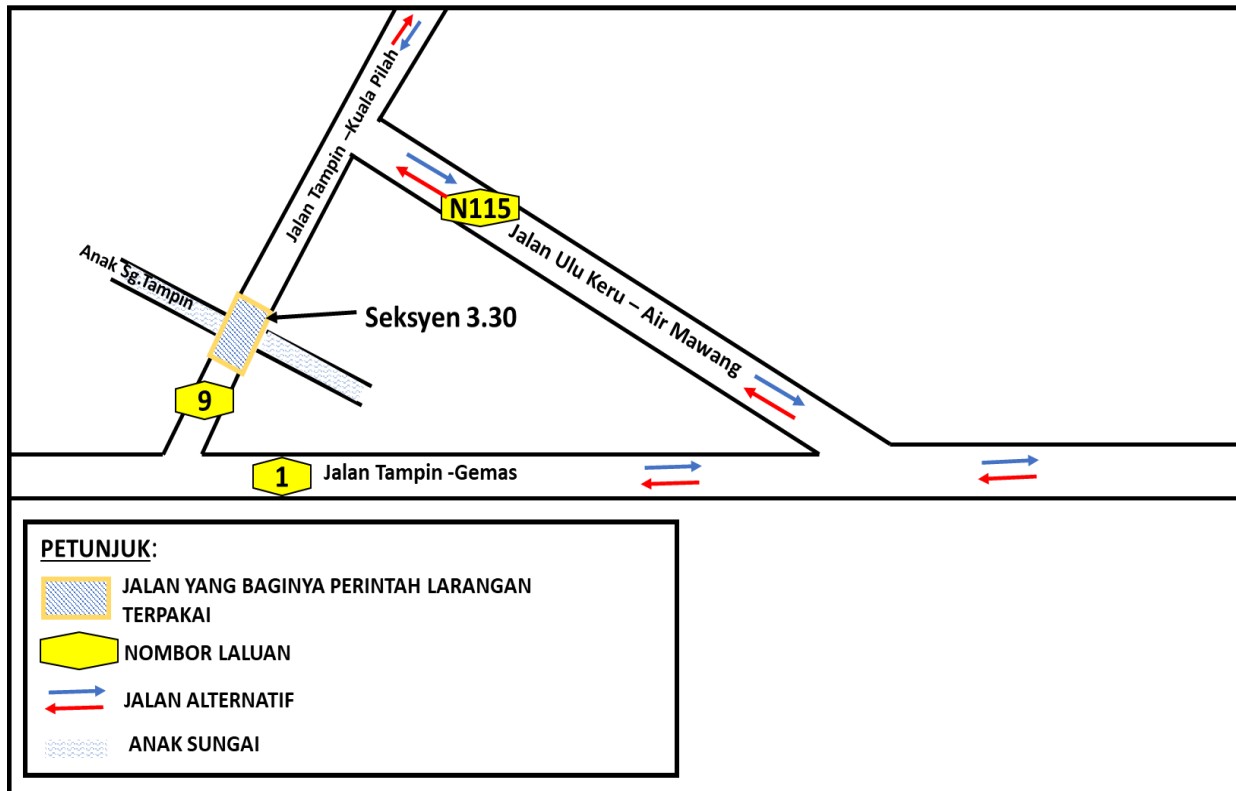 Jalan Tampin –Kuala Pilah
N115
Jalan Ulu Keru – Air Mawang
Anak Sg.Tampin
Seksyen 3.30
9
1
Jalan Tampin -Gemas
PETUNJUK:
JALAN YANG BAGINYA PERINTAH LARANGAN
TERPAKAI
NOMBOR LALUAN
JALAN ALTERNATIF
ANAK SUNGAI